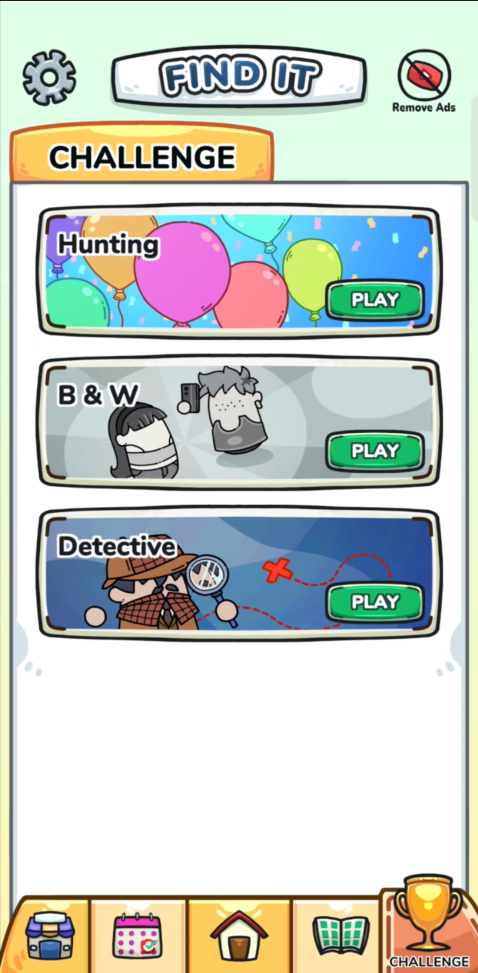 FIND IT
Remove Ads
CHALLENGE
Hunting
PLAY
B & W
PLAY
Detective
PLAY
CHALLENGE